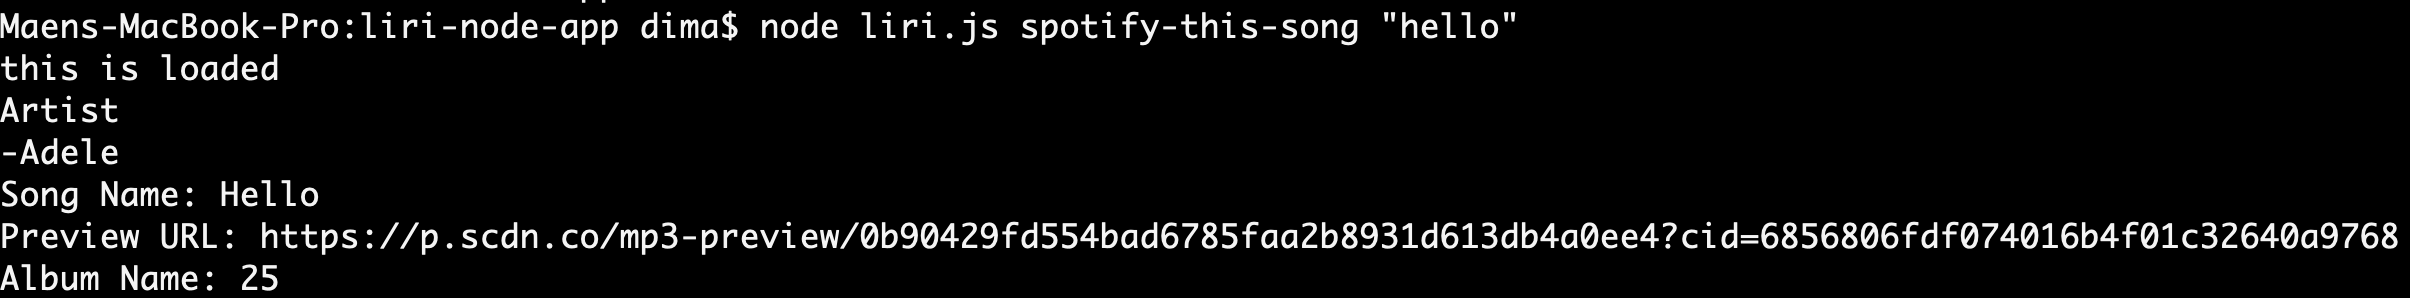 Maens-MacBook-Pro:liri-node-app dima$ node liri.js spotify-this-song "hello"
this is loaded
Artist
-Adele
Song Name: Hello
Preview URL: https://p.scdn.co/mp3-preview/0b90429fd554bad6785faa2b8931d613db4a0ee4?cid=6856806fdf074016b4f01c32640a9768
Album Name: 25